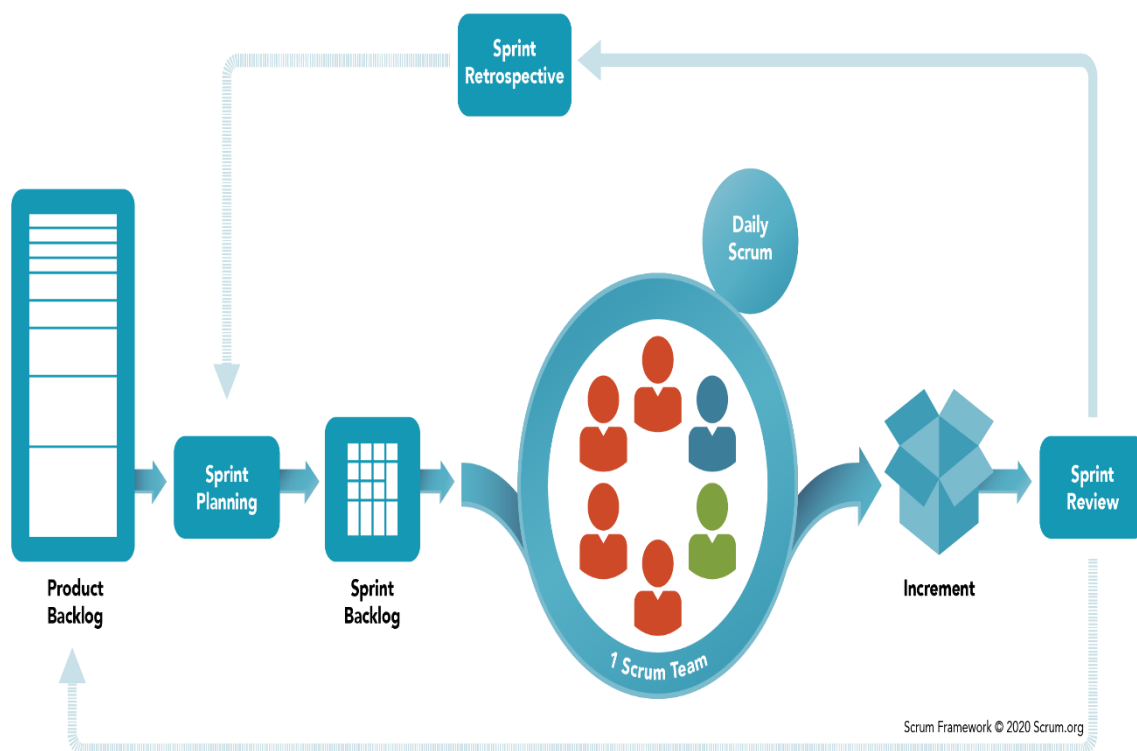 Sprint
Retrospective
Daily
Scrum
Sprint
Planning
Sprint
Review
Product
Backlog
Sprint
Backlog
Increment
1 Scrum Team
Scrum Framework © 2020 Scrum.org